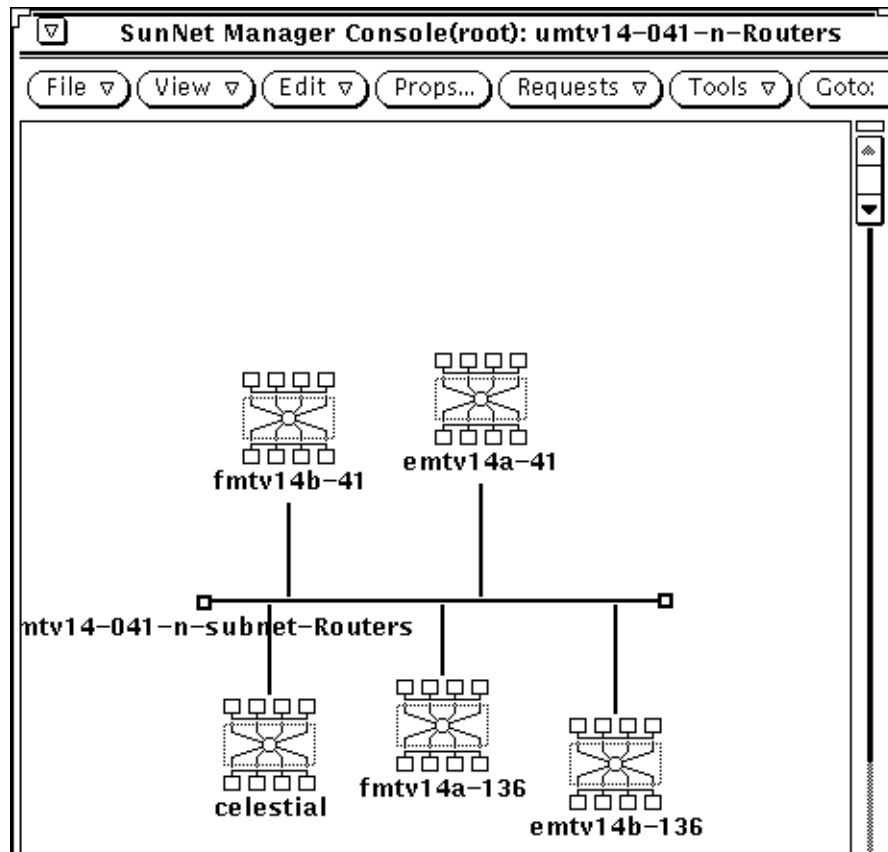 SunNet Manager Console(root): umtv14-041-n-Routers
File View Edit Props... Requests Tools Goto:
fmtv14b-41
emtv14a-41
mtv14-041-n-subnet-Routers
celestial
fmtv14a-136
emtv14b-136